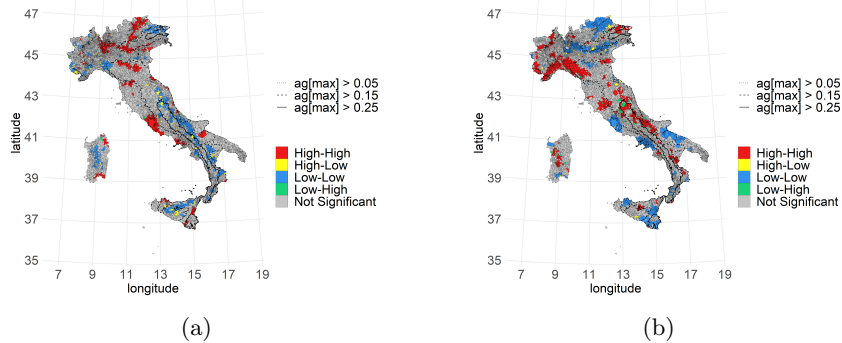 47
45
43
41
39
37
35
latitude
7 9 11 13 15 17 19
longitude
ag[max] > 0.05
ag[max] > 0.15
ag[max] > 0.25
High-High
High-Low
Low-Low
Low-High
Not Significant
(a)
47
45
43
41
39
37
35
latitude
7 9 11 13 15 17 19
longitude
ag[max] > 0.05
ag[max] > 0.15
ag[max] > 0.25
High-High
High-Low
Low-Low
Low-High
Not Significant
(b)